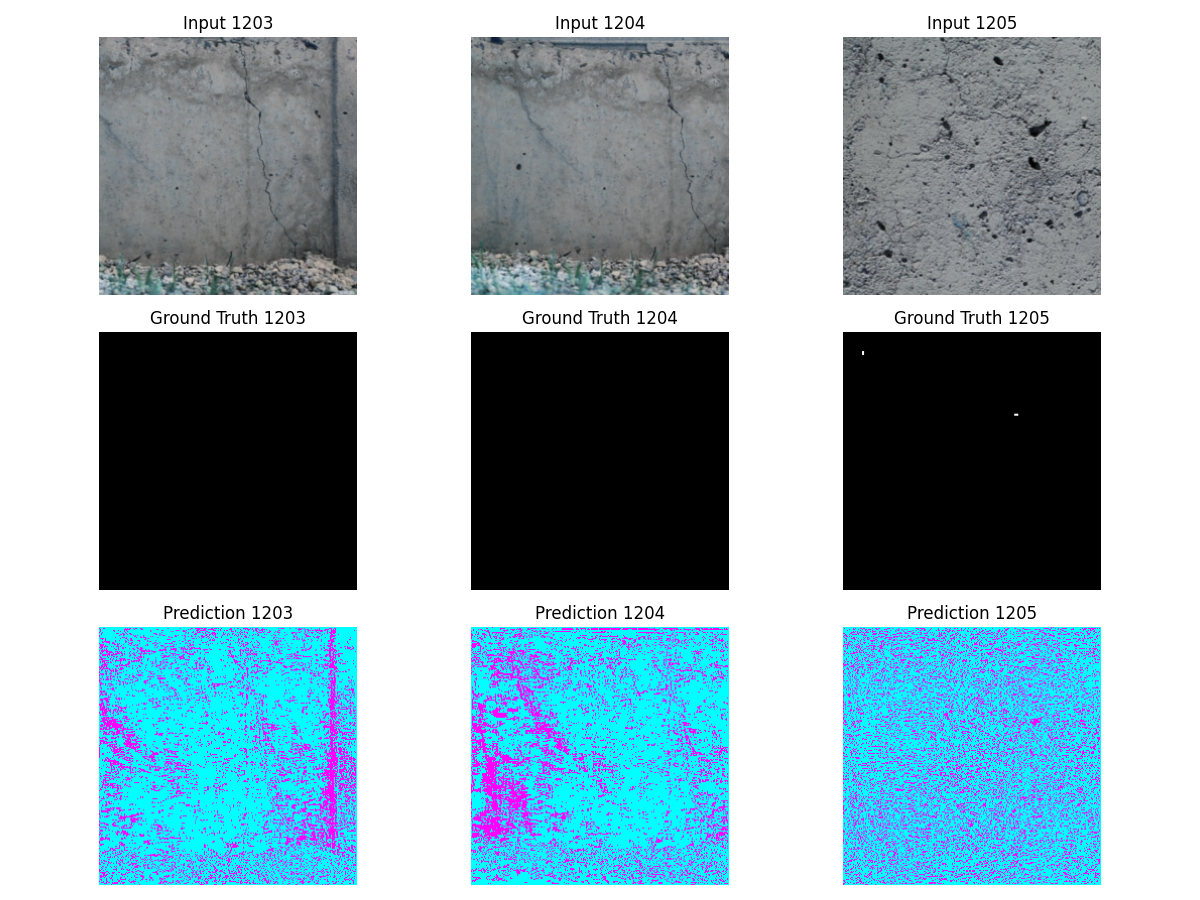 Input 1203
Input 1204
Input 1205
Ground Truth 1203
Ground Truth 1204
Ground Truth 1205
Prediction 1203
Prediction 1204
Prediction 1205